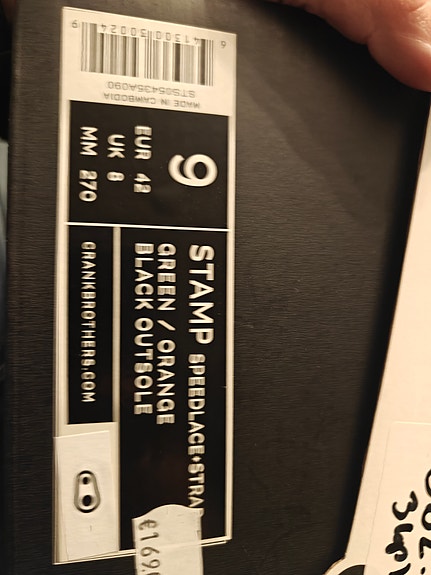 STS05435A090
MADE IN CAMBODIA
9
EUR 42
UK 8
MM 270
STAMP SPEEDLACE+STRAP
GREEN / ORANGE
BLACK OUTSOLE
CRANKBROTHERS.COM